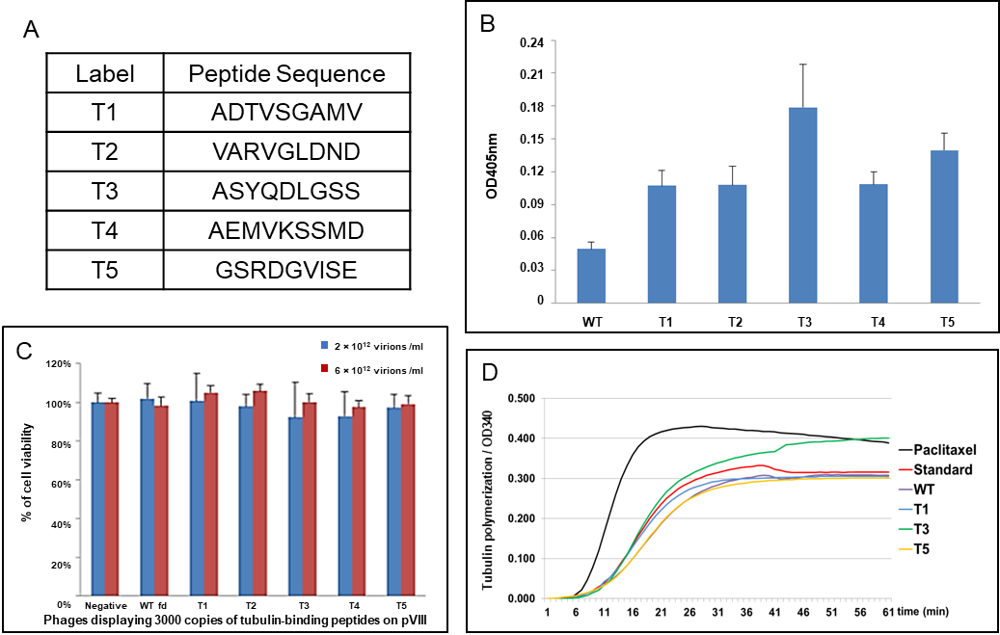 A
Label Peptide Sequence
T1 ADTVSGAMV
T2 VARVGLDND
T3 ASYQDLGSS
T4 AEMVKSSMD
T5 GSRDGVISE
B
0.24
0.21
0.18
0.15
0.12
0.09
0.06
0.03
0
OD405nm
WT T1 T2 T3 T4 T5
C
2 × 10¹² virions /ml
6 × 10¹² virions /ml
120%
100%
80%
60%
40%
20%
0%
% of cell viability
Negative WT fd T1 T2 T3 T4 T5
Phages displaying 3000 copies of tubulin-binding peptides on pVIII
D
0.500
0.400
0.300
0.200
0.100
0.000
Tubulin polymerization / OD340
Paclitaxel
Standard
WT
T1
T3
T5
1 6 11 16 21 26 31 36 41 46 51 56 61 time (min)